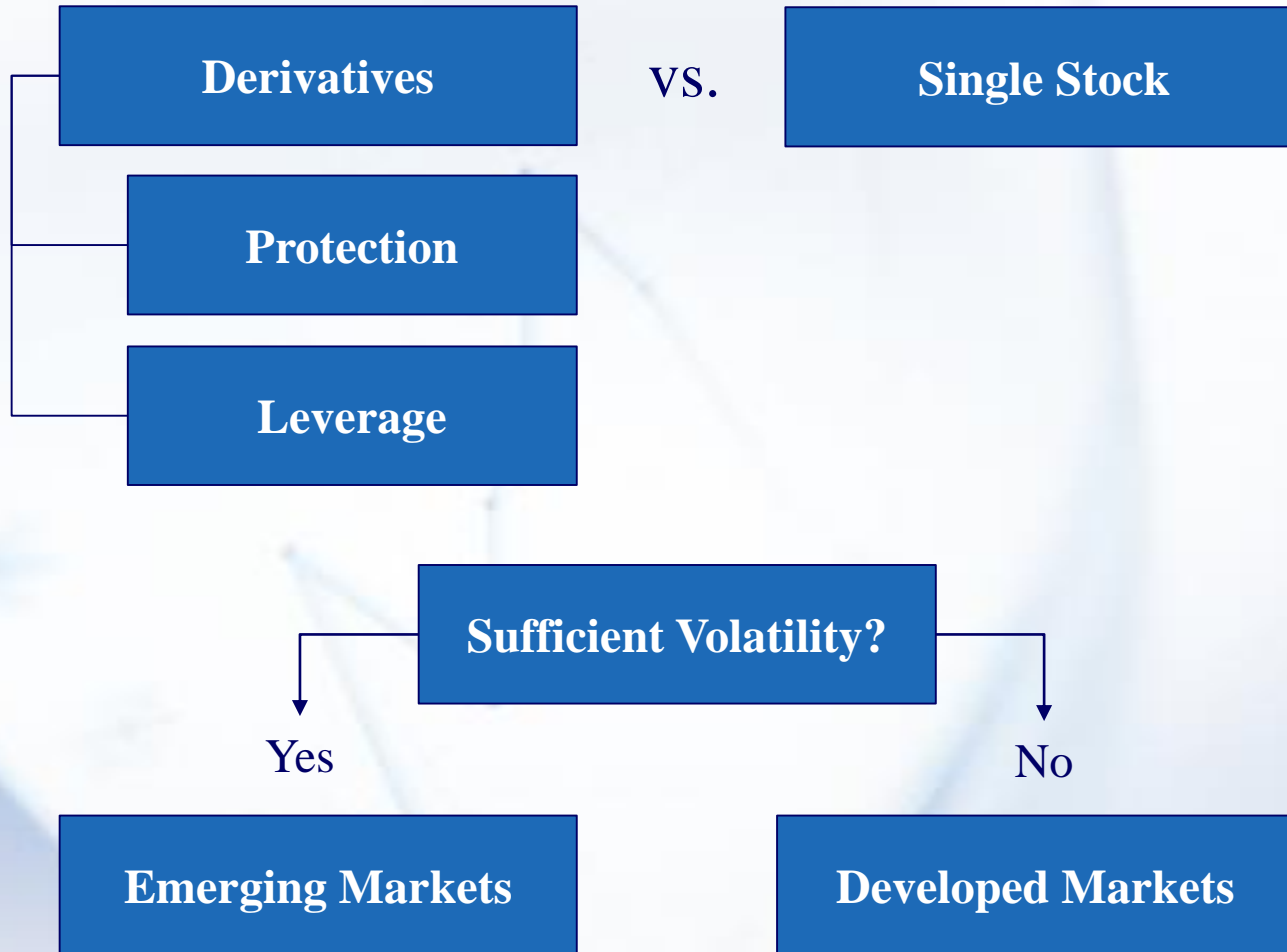 Derivatives
vs.
Single Stock
Protection
Leverage
Sufficient Volatility?
Yes
No
Emerging Markets
Developed Markets